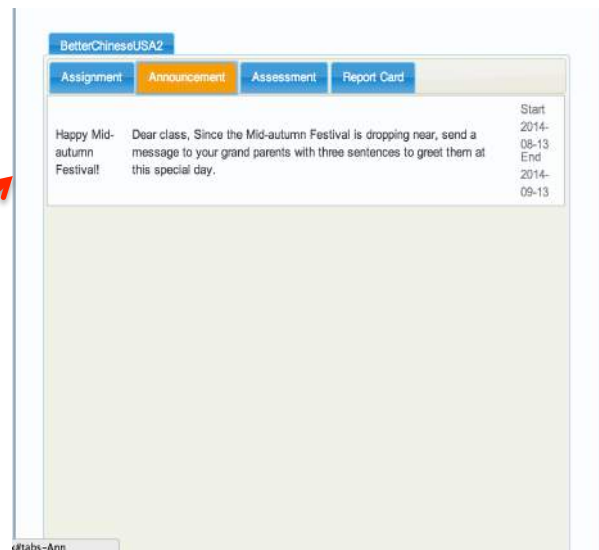 BetterChineseUSA2
Assignment Announcement Assessment Report Card
Happy Mid-
autumn
Festival!
Dear class, Since the Mid-autumn Festival is dropping near, send a
message to your grand parents with three sentences to greet them at
this special day.
Start
2014-
08-13
End
2014-
09-13
#tabs-Ann